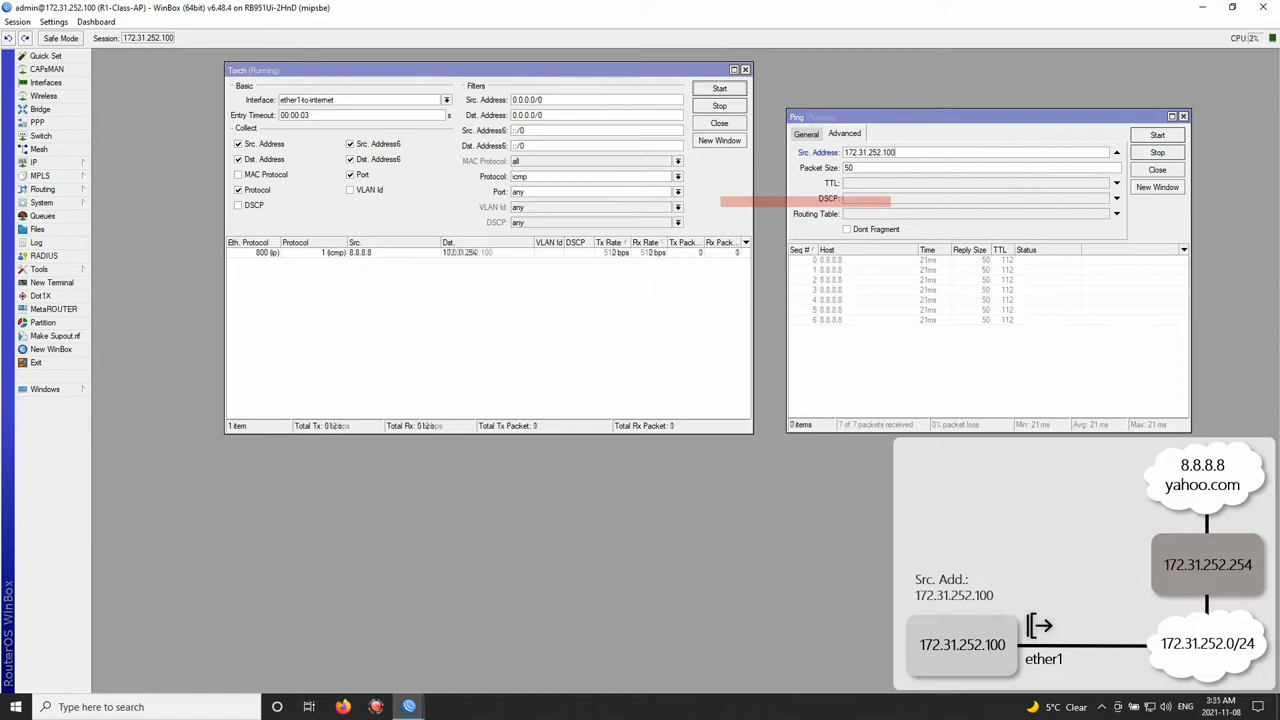 admin@172.31.252.100 (R1-Class-AP) - WinBox (64bit) v6.48.4 on RB951Ui-2HnD (mipsbe)
Session Settings Dashboard
Safe Mode Session: 172.31.252.100 CPU: 2%
Quick Set
CAPsMAN
Interfaces
Wireless
Bridge
PPP
Switch
Mesh
IP
MPLS
Routing
System
Queues
Files
Log
RADIUS
Tools
New Terminal
Dot1X
MetaROUTER
Partition
Make Supout.rif
New WinBox
Exit
Windows
RouterOS WinBox
Torch (Running)
Basic
Interface: ether1-to-internet
Entry Timeout: 00:00:03 s
Collect
Src. Address Src. Address6
Dst. Address Dst. Address6
MAC Protocol Port
Protocol VLAN Id
DSCP
Filters
Src. Address: 0.0.0.0/0
Dst. Address: 0.0.0.0/0
Src. Address6: ::/0
Dst. Address6: ::/0
MAC Protocol: all
Protocol: icmp
Port: any
VLAN Id: any
DSCP: any
Start
Stop
Close
New Window
Eth. Protocol Protocol Src. Dst. VLAN Id DSCP Tx Rate Rx Rate Tx Pack... Rx Pack...
800 (ip) 1 (icmp) 8.8.8.8 bps bps
1 item Total Tx: Total Rx: Total Tx Packet: Total Rx Packet:
Ping (Running)
General Advanced
Src. Address: 172.31.252.100
Packet Size: 50
TTL:
DSCP:
Routing Table:
Dont Fragment
Start
Stop
Close
New Window
Seq # Host Time Reply Size TTL Status
0 8.8.8.8 21ms 50 112
1 8.8.8.8 21ms 50 112
2 8.8.8.8 21ms 50 112
3 8.8.8.8 21ms 50 112
4 8.8.8.8 21ms 50 112
5 8.8.8.8 21ms 50 112
6 8.8.8.8 21ms 50 112
items 7 of 7 packets received 0% packet loss Min: 21 ms Avg: 21 ms Max: 21 ms
8.8.8.8
yahoo.com
172.31.252.254
Src. Add.:
172.31.252.100
172.31.252.100
ether1
172.31.252.0/24
Type here to search
5°C Clear
ENG
3:35 AM
2021-11-08